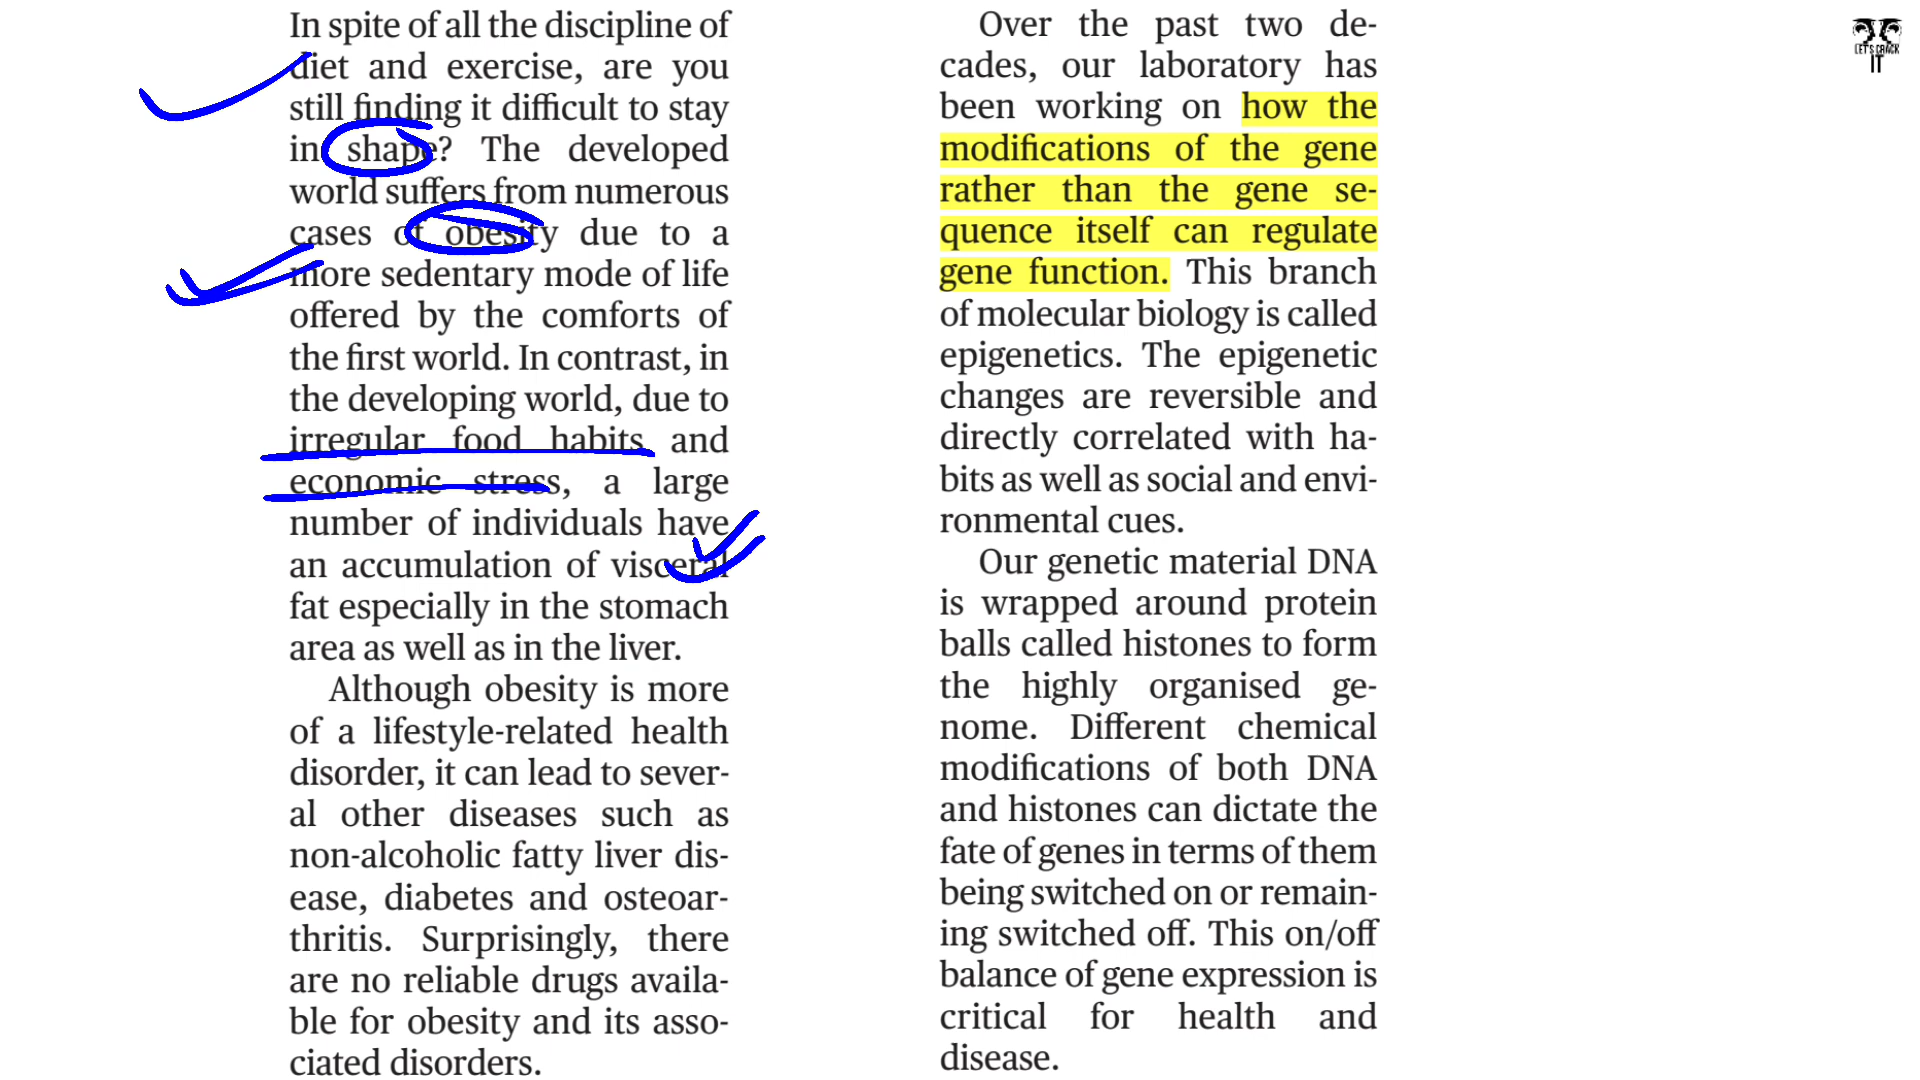 In spite of all the discipline of
diet and exercise, are you
still finding it difficult to stay
in shape? The developed
world suffers from numerous
cases of obesity due to a
more sedentary mode of life
offered by the comforts of
the first world. In contrast, in
the developing world, due to
irregular food habits and
economic stress, a large
number of individuals have
an accumulation of visceral
fat especially in the stomach
area as well as in the liver.
Although obesity is more
of a lifestyle-related health
disorder, it can lead to sever-
al other diseases such as
non-alcoholic fatty liver dis-
ease, diabetes and osteoar-
thritis. Surprisingly, there
are no reliable drugs availa-
ble for obesity and its asso-
ciated disorders.
Over the past two de-
cades, our laboratory has
been working on how the
modifications of the gene
rather than the gene se-
quence itself can regulate
gene function. This branch
of molecular biology is called
epigenetics. The epigenetic
changes are reversible and
directly correlated with ha-
bits as well as social and envi-
ronmental cues.
Our genetic material DNA
is wrapped around protein
balls called histones to form
the highly organised ge-
nome. Different chemical
modifications of both DNA
and histones can dictate the
fate of genes in terms of them
being switched on or remain-
ing switched off. This on/off
balance of gene expression is
critical for health and
disease.
LET'S CRACK
IT